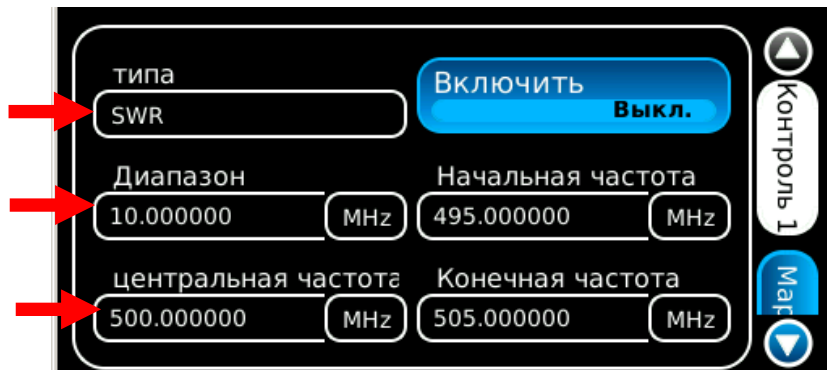 типа
Включить
Выкл.
SWR
Диапазон
Начальная частота
10.000000 MHz
495.000000 MHz
центральная частота
Конечная частота
500.000000 MHz
505.000000 MHz
Контроль 1
Мар